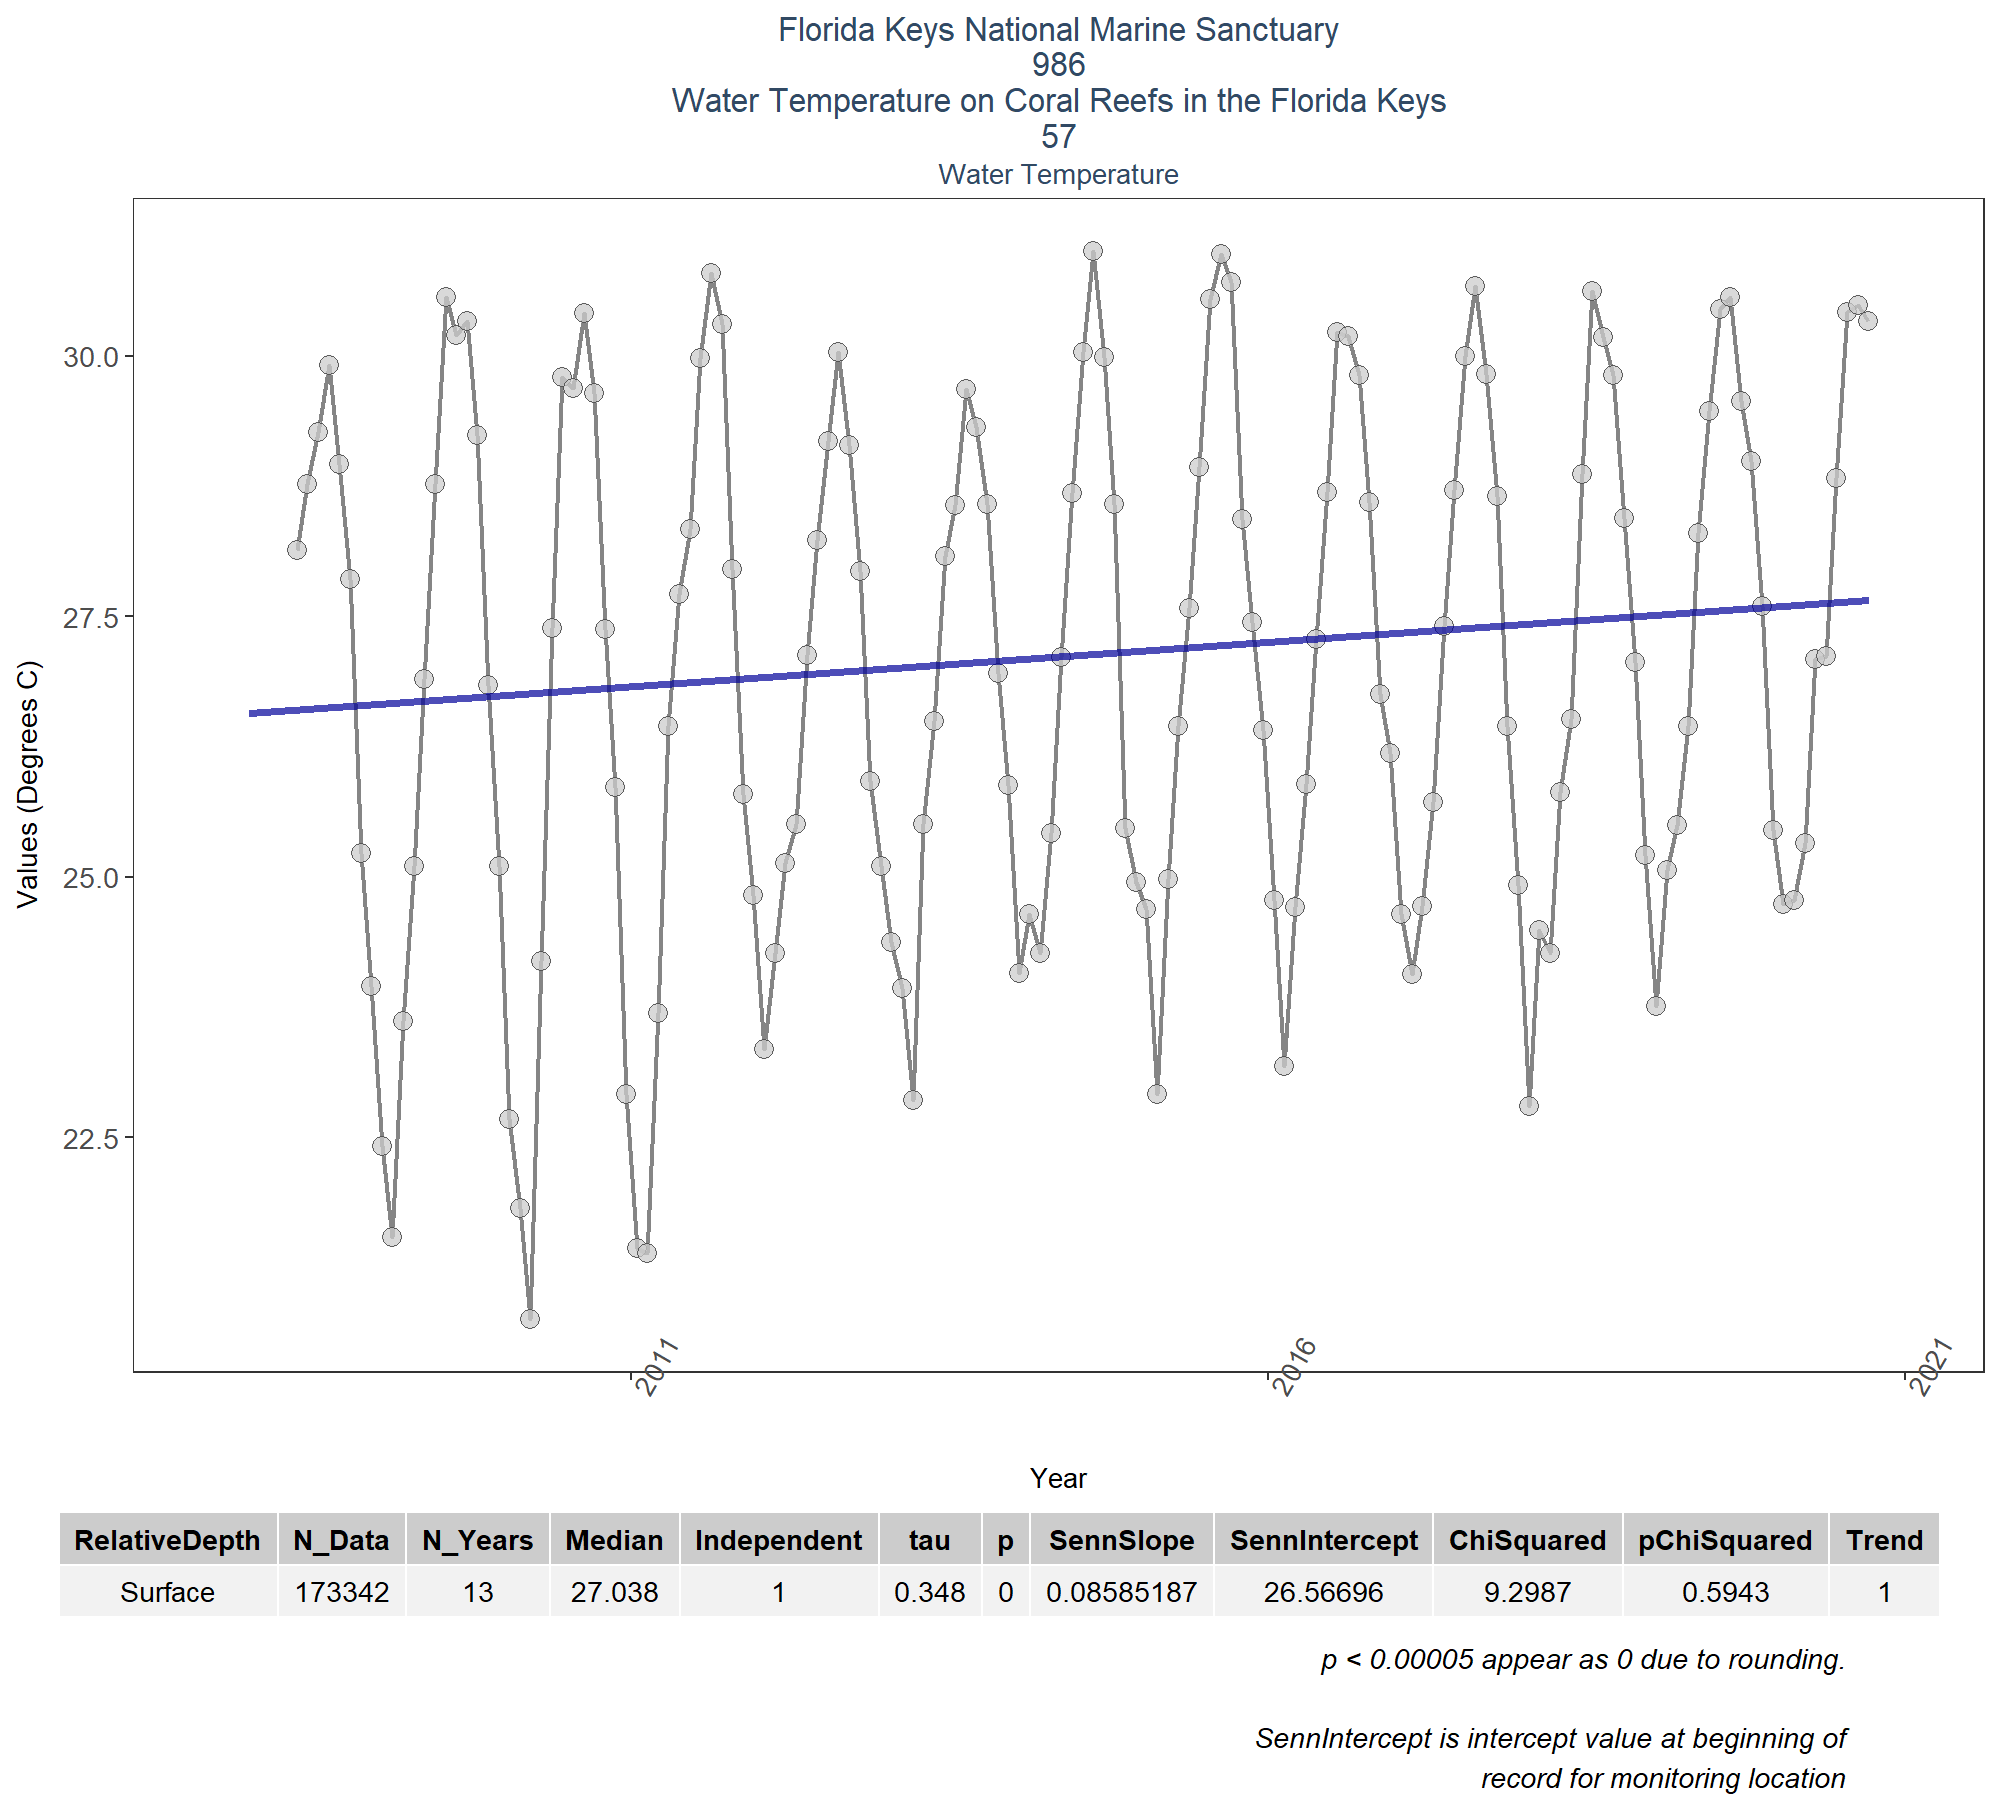 Florida Keys National Marine Sanctuary
986
Water Temperature on Coral Reefs in the Florida Keys
57
Water Temperature
Values (Degrees C)
30.0
27.5
25.0
22.5
2011
2016
2021
Year
RelativeDepth N_Data N_Years Median Independent tau p SennSlope SennIntercept ChiSquared pChiSquared Trend
Surface 173342 13 27.038 1 0.348 0 0.08585187 26.56696 9.2987 0.5943 1
p < 0.00005 appear as 0 due to rounding.
SennIntercept is intercept value at beginning of
record for monitoring location